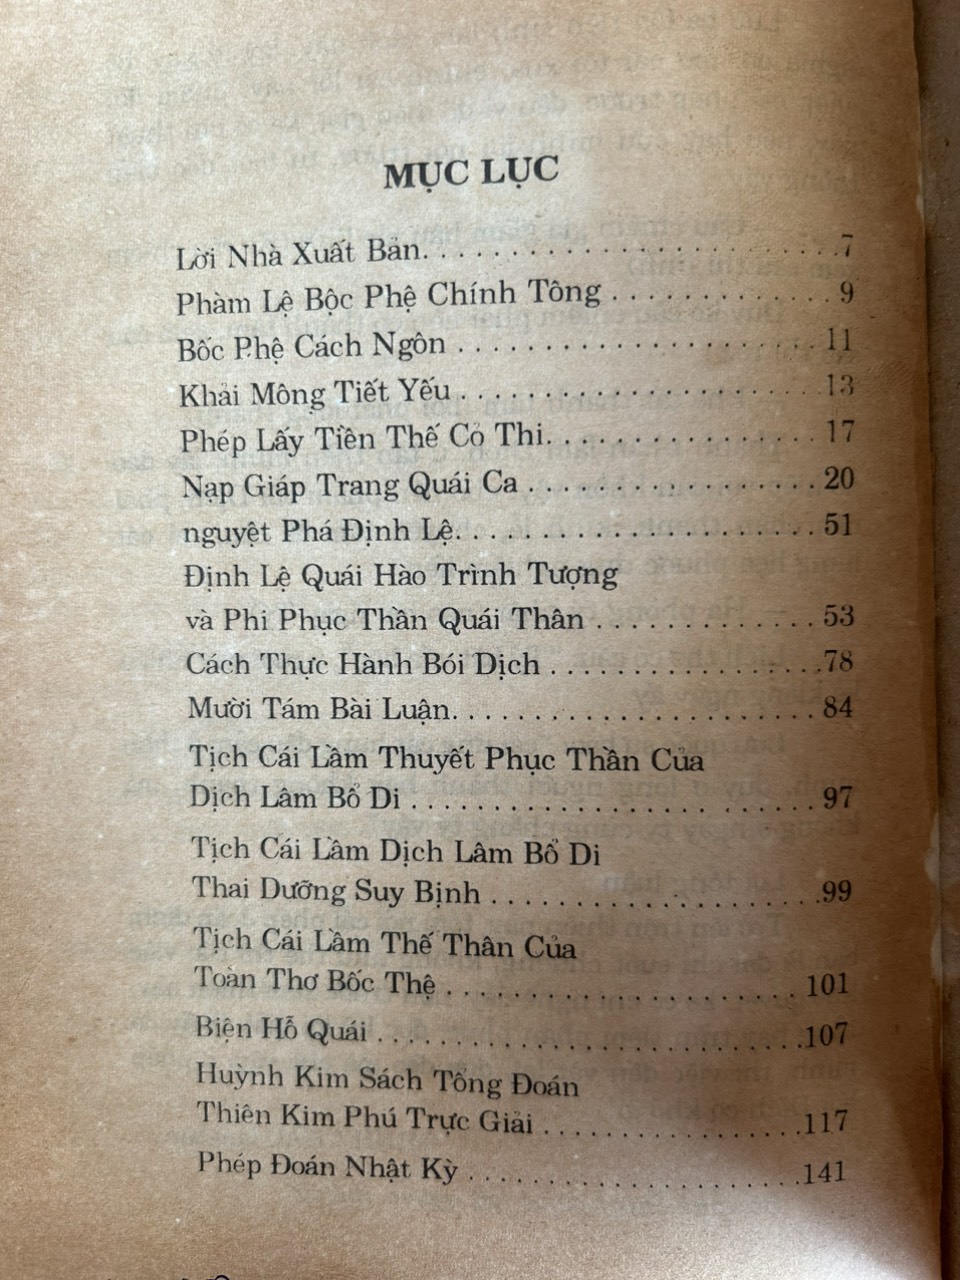 MỤC LỤC
Lời Nhà Xuất Bản. . . . . . . . . . . . . . . . . . . . . . . . 7
Phàm Lệ Bộc Phệ Chính Tông . . . . . . . . . . . . . 9
Bốc Phệ Cách Ngôn . . . . . . . . . . . . . . . . . . . . . 11
Khải Mông Tiết Yếu . . . . . . . . . . . . . . . . . . . . . 13
Phép Lấy Tiền Thế Cỏ Thi. . . . . . . . . . . . . . . . 17
Nạp Giáp Trang Quái Ca . . . . . . . . . . . . . . . . . 20
nguyệt Phá Định Lệ. . . . . . . . . . . . . . . . . . . . . 51
Định Lệ Quái Hào Trình Tượng
và Phi Phục Thần Quái Thân . . . . . . . . . . . . . 53
Cách Thực Hành Bói Dịch . . . . . . . . . . . . . . . .78
Mười Tám Bài Luận. . . . . . . . . . . . . . . . . . . . . 84
Tịch Cái Lầm Thuyết Phục Thần Của
Dịch Lâm Bổ Di . . . . . . . . . . . . . . . . . . . . . . . . 97
Tịch Cái Lầm Dịch Lâm Bổ Di
Thai Dưỡng Suy Bịnh . . . . . . . . . . . . . . . . . . .99
Tịch Cái Lầm Thế Thân Của
Toàn Thơ Bốc Thệ . . . . . . . . . . . . . . . . . . . . 101
Biện Hỗ Quái . . . . . . . . . . . . . . . . . . . . . . . . .107
Huỳnh Kim Sách Tổng Đoán
Thiên Kim Phú Trực Giải . . . . . . . . . . . . . . .117
Phép Đoán Nhật Kỳ . . . . . . . . . . . . . . . . . . .141